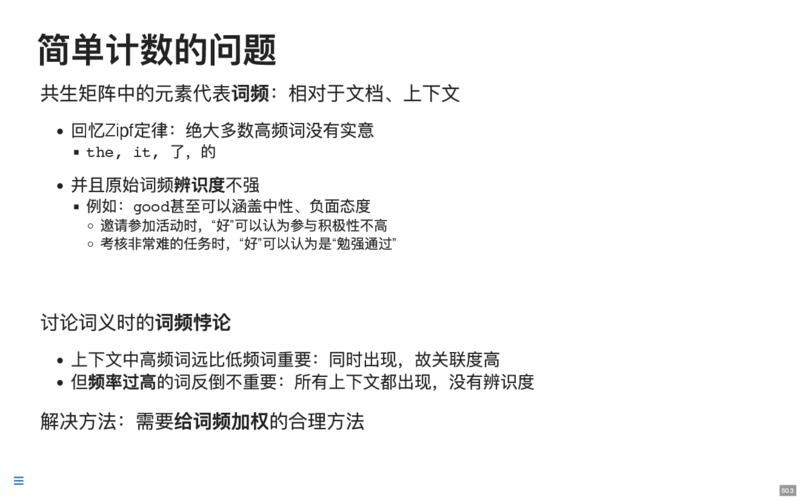 简单计数的问题
共生矩阵中的元素代表词频：相对于文档、上下文
• 回忆Zipf定律：绝大多数高频词没有实意
▪ the, it, 了，的
• 并且原始词频辨识度不强
▪ 例如：good甚至可以涵盖中性、负面态度
◦ 邀请参加活动时，“好”可以认为参与积极性不高
◦ 考核非常难的任务时，“好”可以认为是“勉强通过”
讨论词义时的词频悖论
• 上下文中高频词远比低频词重要：同时出现，故关联度高
• 但频率过高的词反倒不重要：所有上下文都出现，没有辨识度
解决方法：需要给词频加权的合理方法
50.3